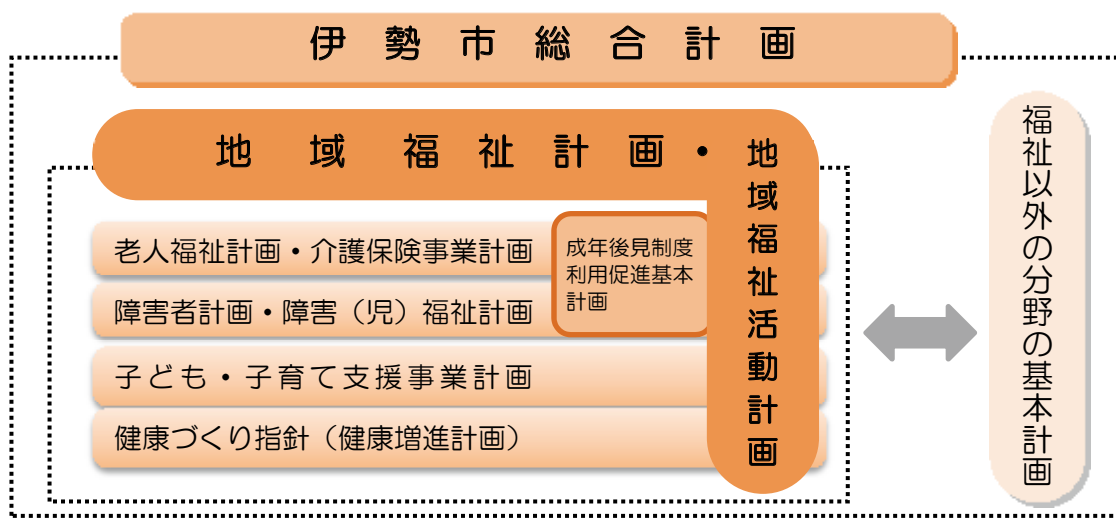 伊勢市総合計画
地域福祉計画・
地域福祉活動計画
老人福祉計画・介護保険事業計画
成年後見制度
利用促進基本
計画
障害者計画・障害（児）福祉計画
子ども・子育て支援事業計画
健康づくり指針（健康増進計画）
福祉以外の分野の基本計画